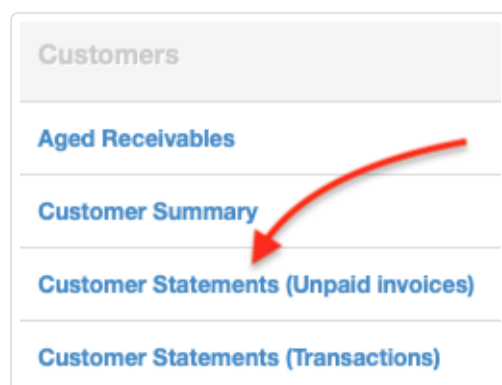 Customers
Aged Receivables
Customer Summary
Customer Statements (Unpaid invoices)
Customer Statements (Transactions)